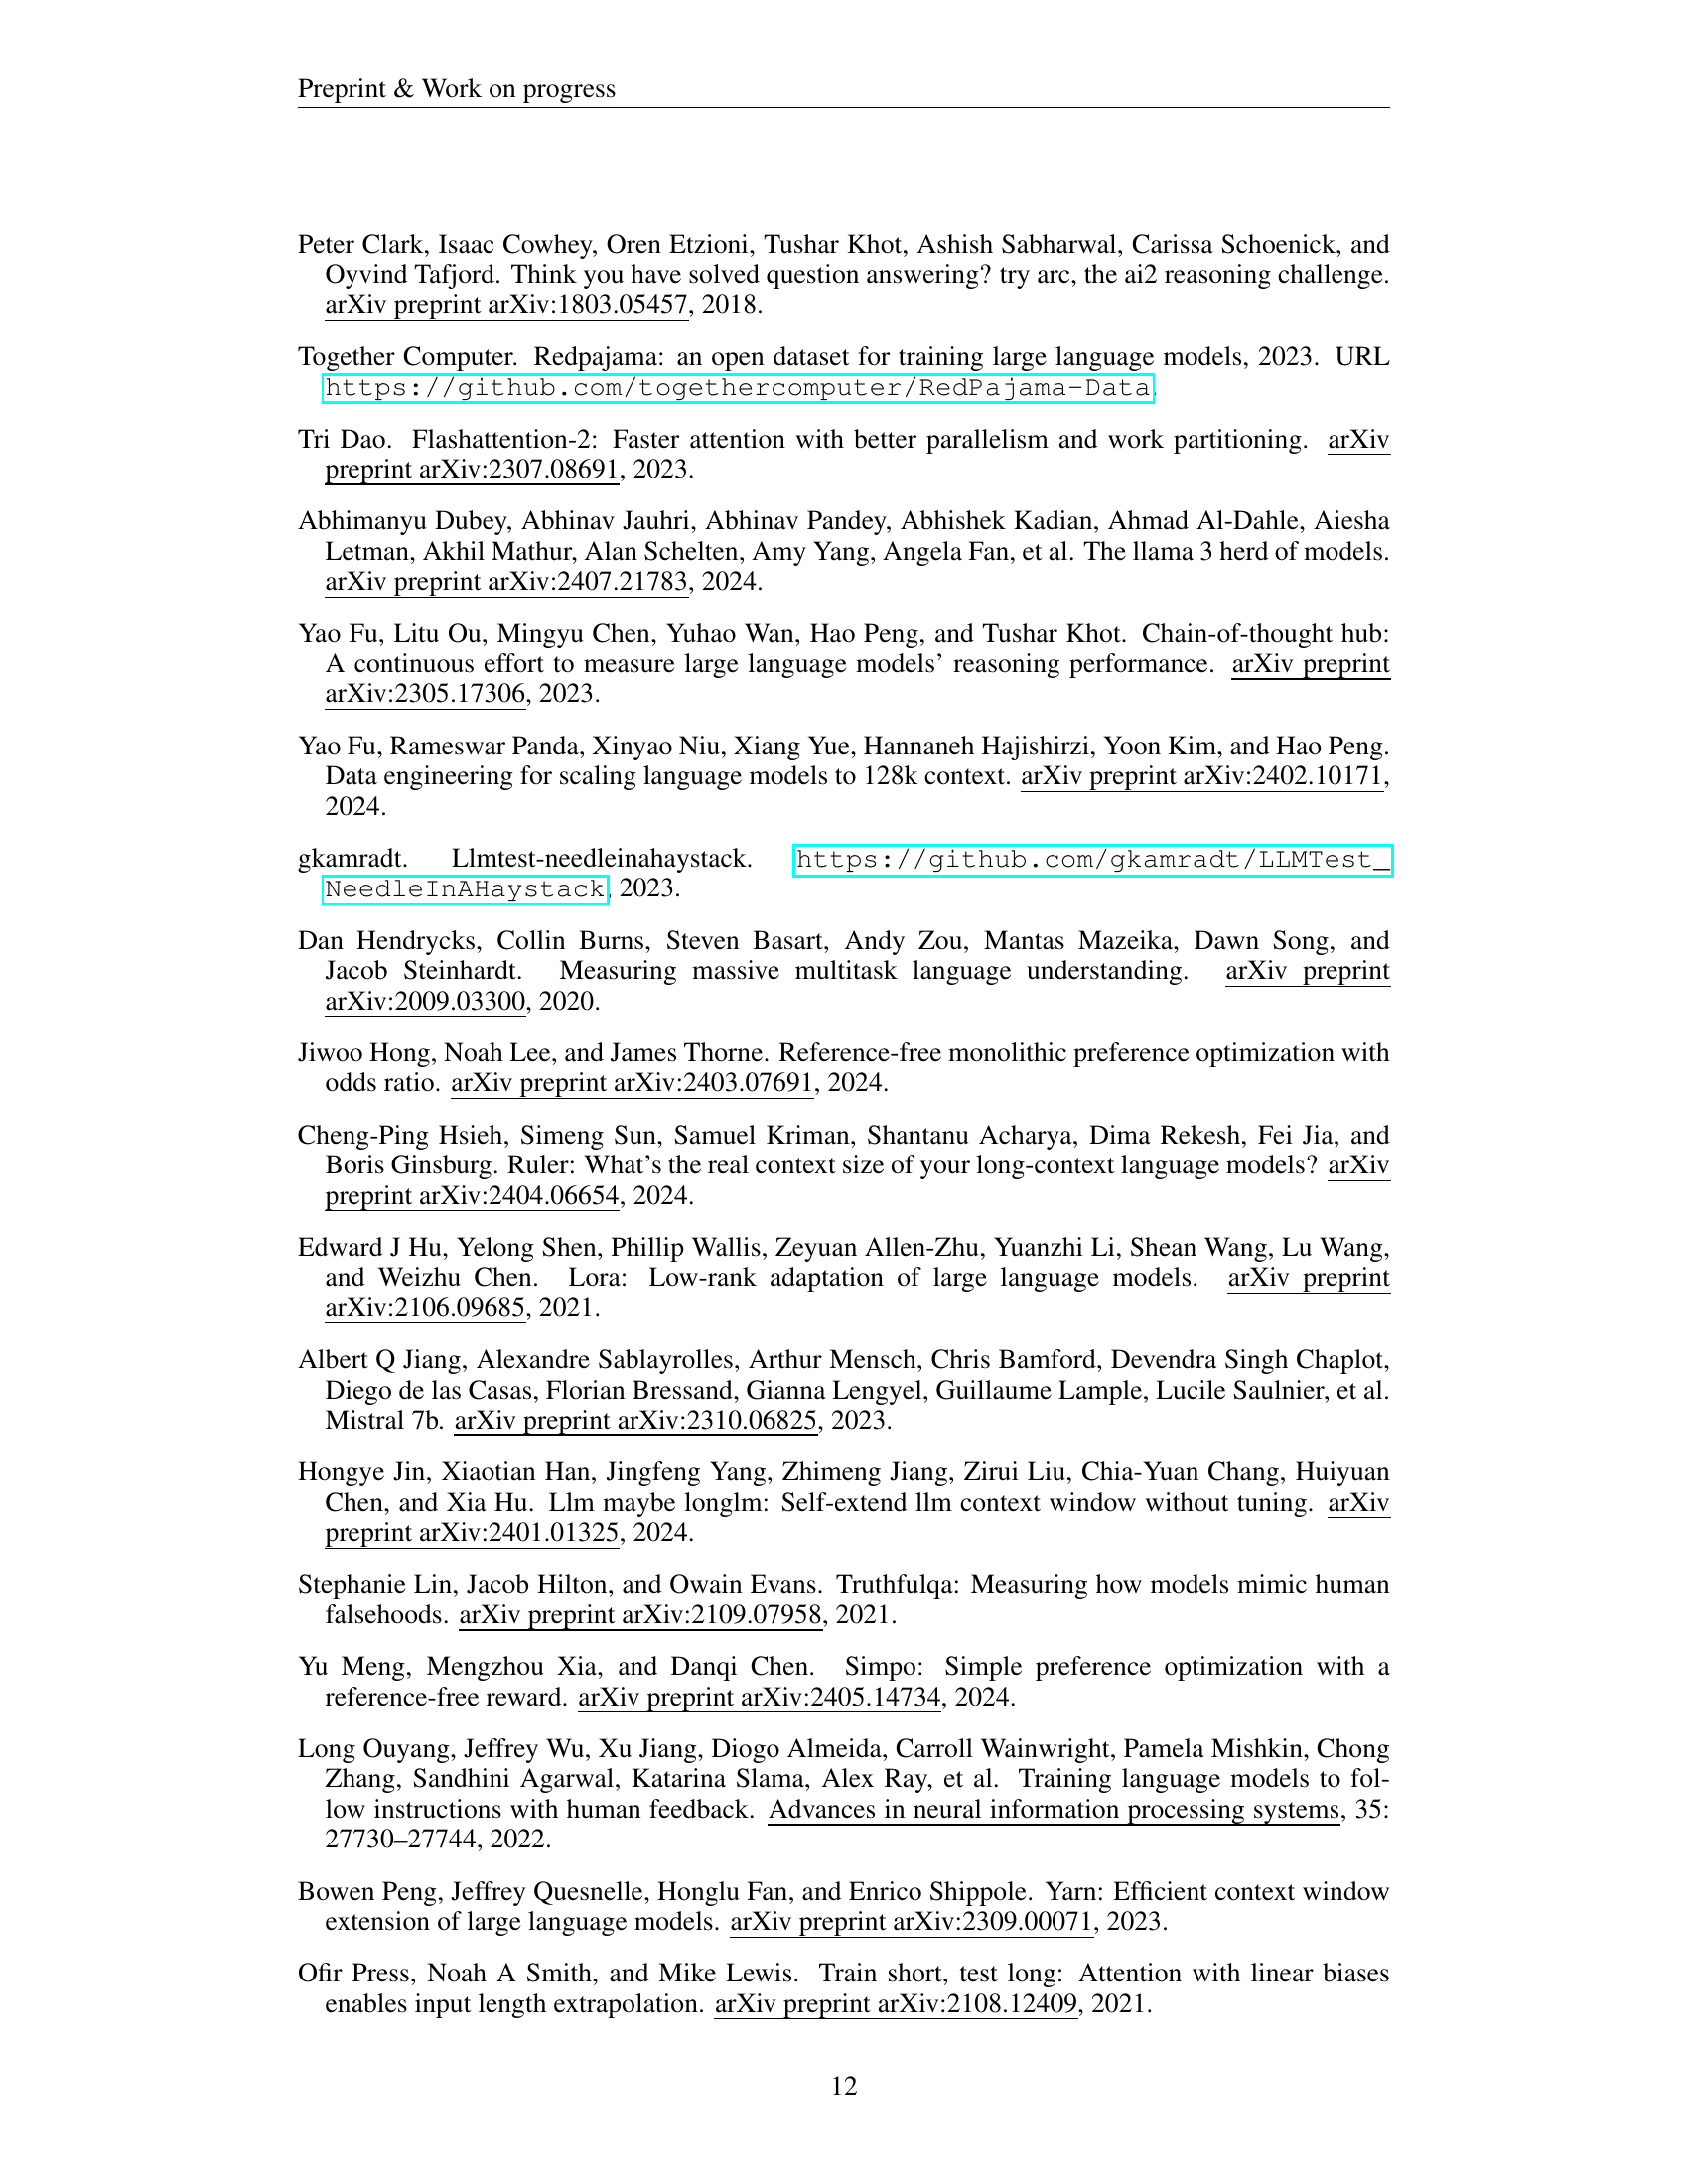 Preprint & Work on progress
Peter Clark, Isaac Cowhey, Oren Etzioni, Tushar Khot, Ashish Sabharwal, Carissa Schoenick, and
Oyvind Tafjord. Think you have solved question answering? try arc, the ai2 reasoning challenge.
arXiv preprint arXiv:1803.05457, 2018.
Together Computer. Redpajama: an open dataset for training large language models, 2023. URL
https://github.com/togethercomputer/RedPajama-Data.
Tri Dao. Flashattention-2: Faster attention with better parallelism and work partitioning. arXiv
preprint arXiv:2307.08691, 2023.
Abhimanyu Dubey, Abhinav Jauhri, Abhinav Pandey, Abhishek Kadian, Ahmad Al-Dahle, Aiesha
Letman, Akhil Mathur, Alan Schelten, Amy Yang, Angela Fan, et al. The llama 3 herd of models.
arXiv preprint arXiv:2407.21783, 2024.
Yao Fu, Litu Ou, Mingyu Chen, Yuhao Wan, Hao Peng, and Tushar Khot. Chain-of-thought hub:
A continuous effort to measure large language models' reasoning performance. arXiv preprint
arXiv:2305.17306, 2023.
Yao Fu, Rameswar Panda, Xinyao Niu, Xiang Yue, Hannaneh Hajishirzi, Yoon Kim, and Hao Peng.
Data engineering for scaling language models to 128k context. arXiv preprint arXiv:2402.10171,
2024.
gkamradt. Llmtest-needleinahaystack. https://github.com/gkamradt/LLMTest_
NeedleInAHaystack, 2023.
Dan Hendrycks, Collin Burns, Steven Basart, Andy Zou, Mantas Mazeika, Dawn Song, and
Jacob Steinhardt. Measuring massive multitask language understanding. arXiv preprint
arXiv:2009.03300, 2020.
Jiwoo Hong, Noah Lee, and James Thorne. Reference-free monolithic preference optimization with
odds ratio. arXiv preprint arXiv:2403.07691, 2024.
Cheng-Ping Hsieh, Simeng Sun, Samuel Kriman, Shantanu Acharya, Dima Rekesh, Fei Jia, and
Boris Ginsburg. Ruler: What's the real context size of your long-context language models? arXiv
preprint arXiv:2404.06654, 2024.
Edward J Hu, Yelong Shen, Phillip Wallis, Zeyuan Allen-Zhu, Yuanzhi Li, Shean Wang, Lu Wang,
and Weizhu Chen. Lora: Low-rank adaptation of large language models. arXiv preprint
arXiv:2106.09685, 2021.
Albert Q Jiang, Alexandre Sablayrolles, Arthur Mensch, Chris Bamford, Devendra Singh Chaplot,
Diego de las Casas, Florian Bressand, Gianna Lengyel, Guillaume Lample, Lucile Saulnier, et al.
Mistral 7b. arXiv preprint arXiv:2310.06825, 2023.
Hongye Jin, Xiaotian Han, Jingfeng Yang, Zhimeng Jiang, Zirui Liu, Chia-Yuan Chang, Huiyuan
Chen, and Xia Hu. Llm maybe longlm: Self-extend llm context window without tuning. arXiv
preprint arXiv:2401.01325, 2024.
Stephanie Lin, Jacob Hilton, and Owain Evans. Truthfulqa: Measuring how models mimic human
falsehoods. arXiv preprint arXiv:2109.07958, 2021.
Yu Meng, Mengzhou Xia, and Danqi Chen. Simpo: Simple preference optimization with a
reference-free reward. arXiv preprint arXiv:2405.14734, 2024.
Long Ouyang, Jeffrey Wu, Xu Jiang, Diogo Almeida, Carroll Wainwright, Pamela Mishkin, Chong
Zhang, Sandhini Agarwal, Katarina Slama, Alex Ray, et al. Training language models to fol-
low instructions with human feedback. Advances in neural information processing systems, 35:
27730–27744, 2022.
Bowen Peng, Jeffrey Quesnelle, Honglu Fan, and Enrico Shippole. Yarn: Efficient context window
extension of large language models. arXiv preprint arXiv:2309.00071, 2023.
Ofir Press, Noah A Smith, and Mike Lewis. Train short, test long: Attention with linear biases
enables input length extrapolation. arXiv preprint arXiv:2108.12409, 2021.
12